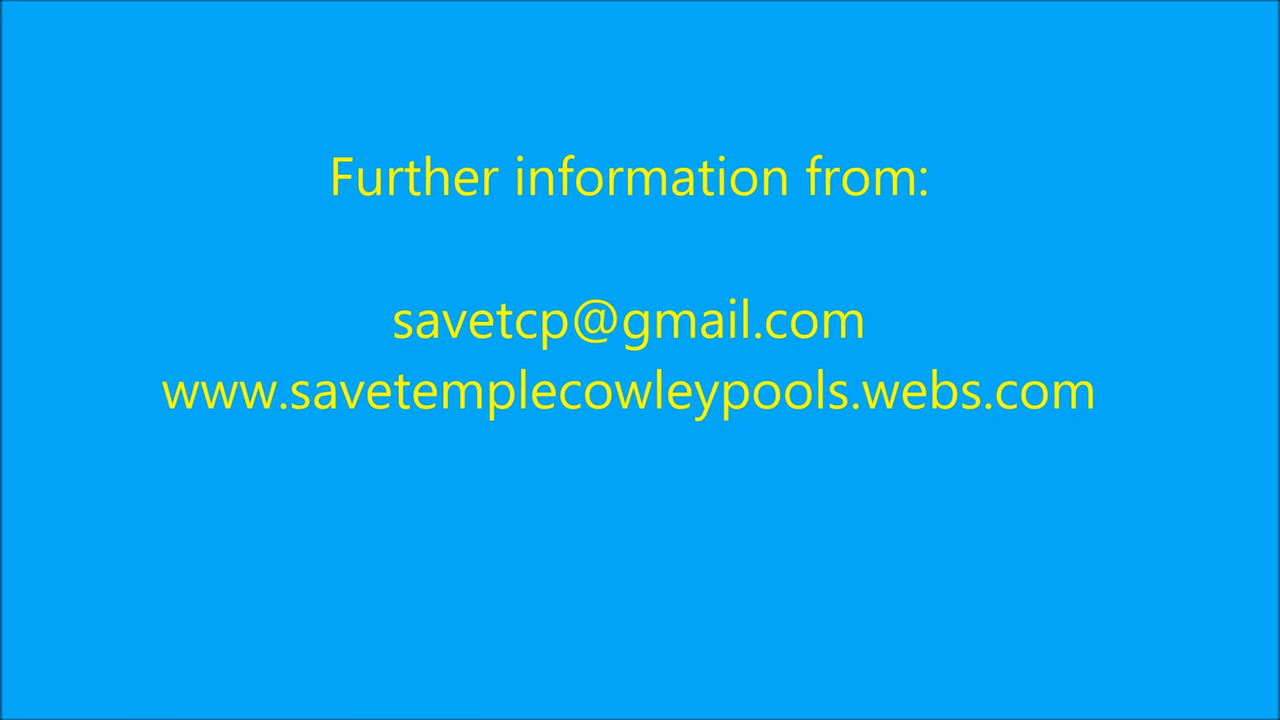 Further information from:
savetcp@gmail.com
www.savetemplecowleypools.webs.com